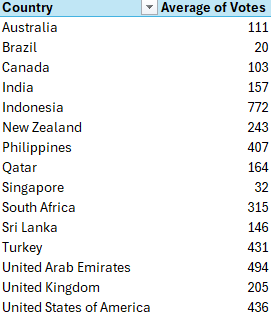 Country Average of Votes
Australia 111
Brazil 20
Canada 103
India 157
Indonesia 772
New Zealand 243
Philippines 407
Qatar 164
Singapore 32
South Africa 315
Sri Lanka 146
Turkey 431
United Arab Emirates 494
United Kingdom 205
United States of America 436